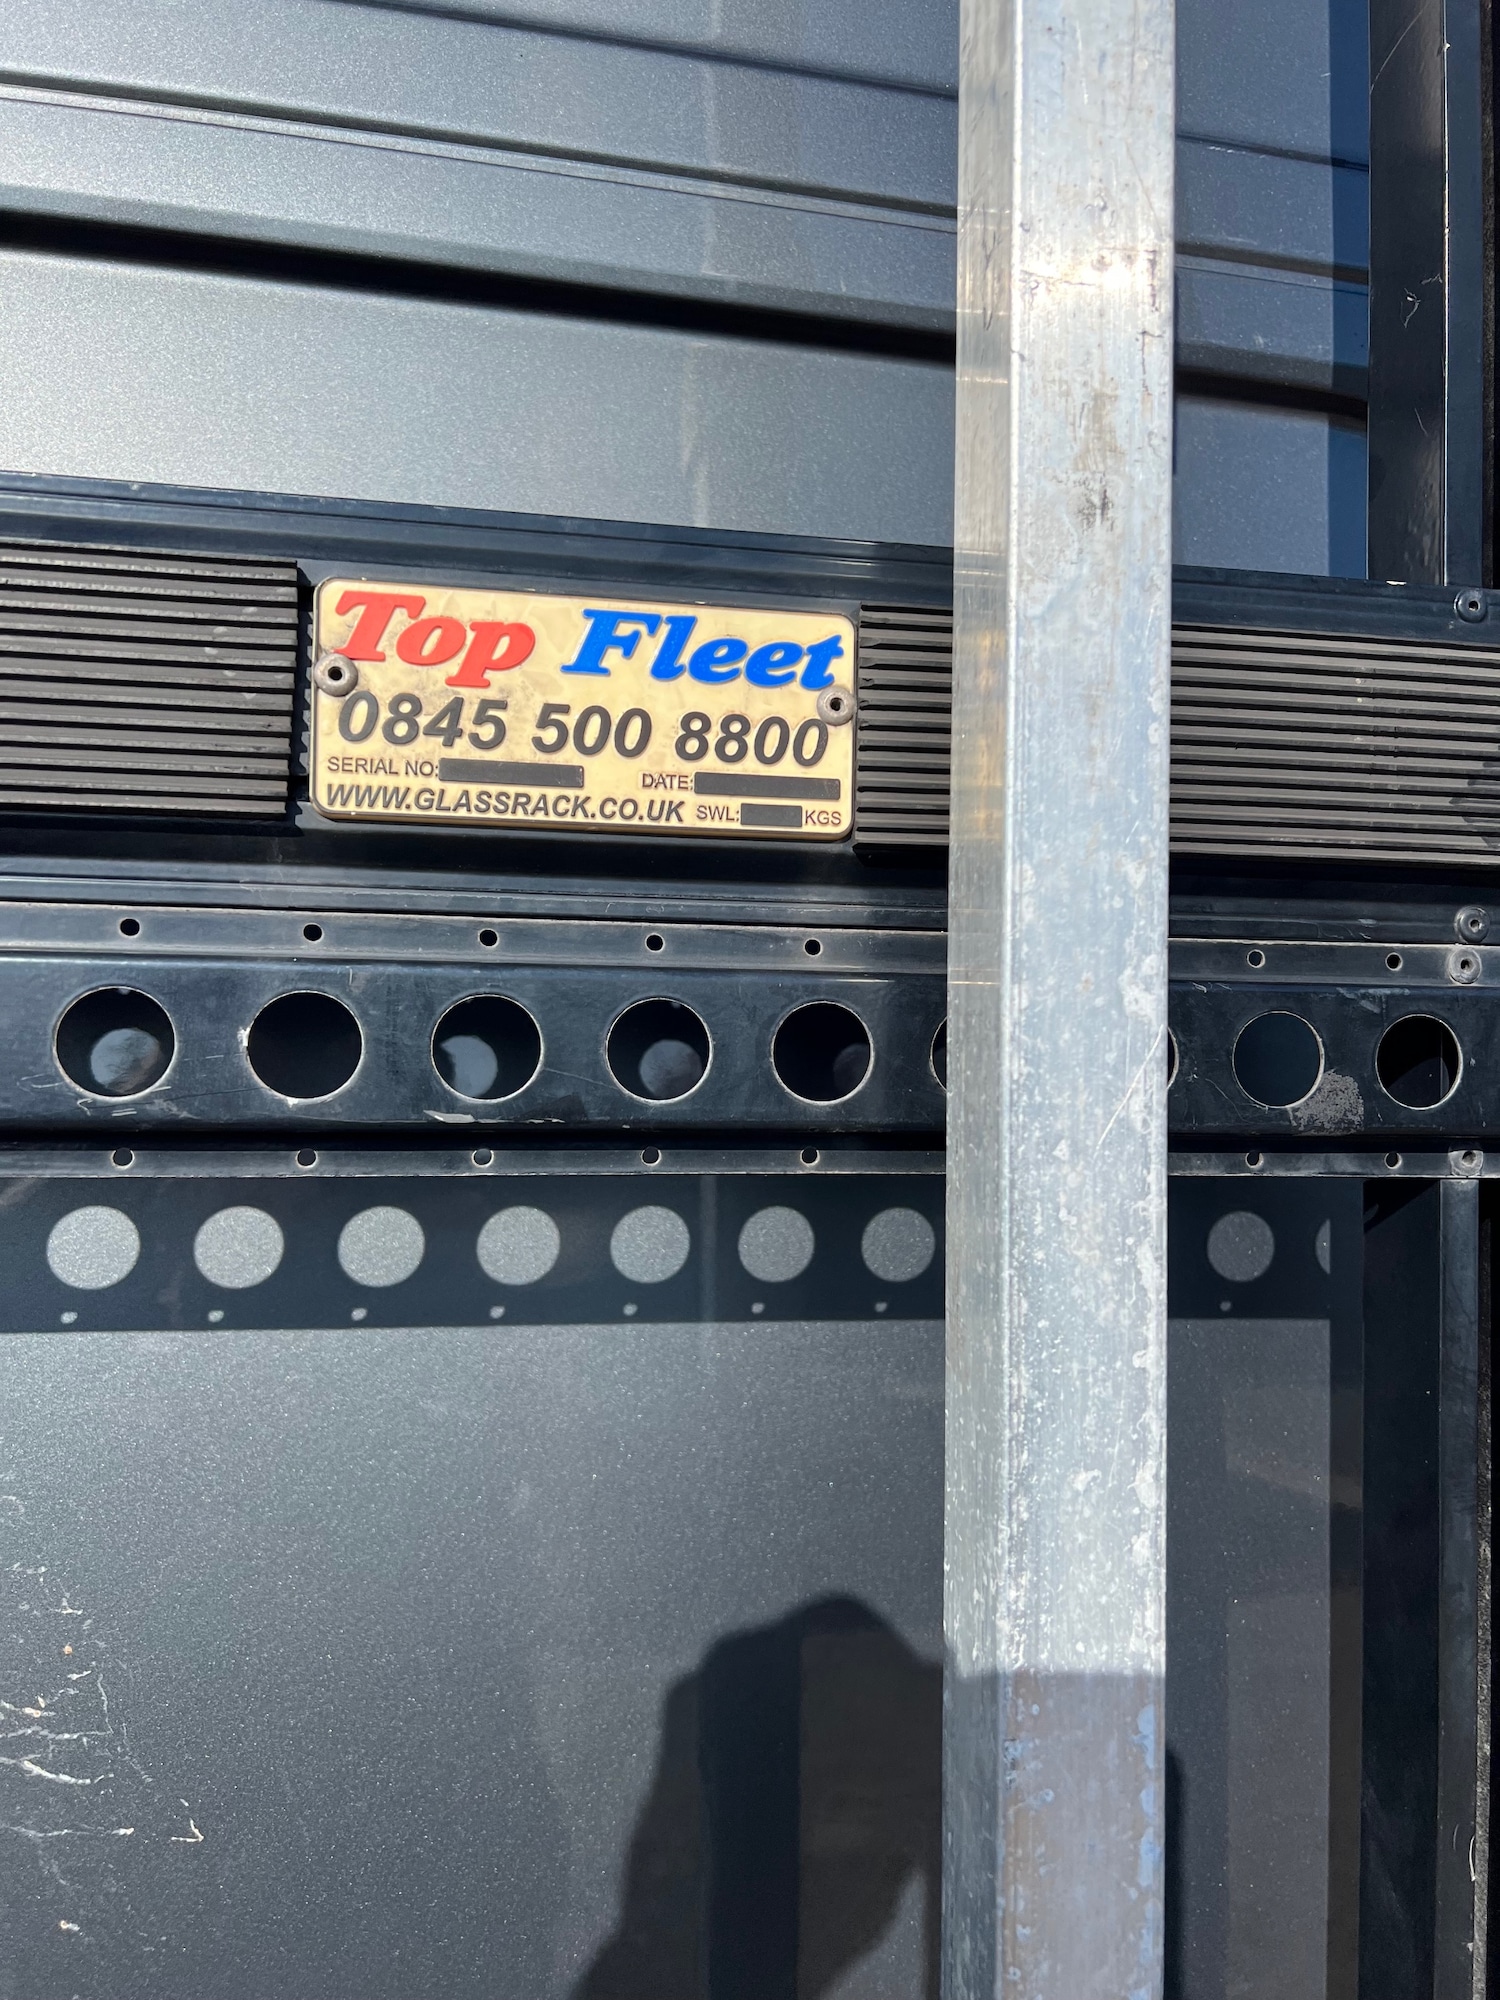 Top Fleet
0845 500 8800
SERIAL NO: DATE:
WWW.GLASSRACK.CO.UK SWL: KGS